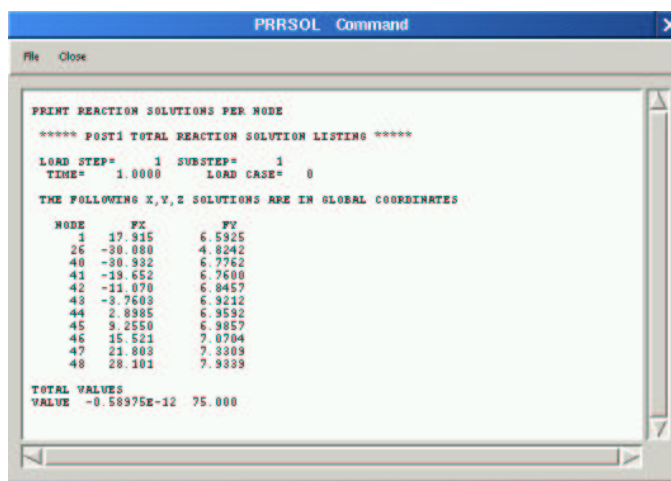 PRRSOL Command
File Close
PRINT REACTION SOLUTIONS PER NODE
***** POST1 TOTAL REACTION SOLUTION LISTING *****
LOAD STEP= 1 SUBSTEP= 1
TIME= 1.0000 LOAD CASE= 0
THE FOLLOWING X,Y,Z SOLUTIONS ARE IN GLOBAL COORDINATES
NODE FX FY
1 17.915 6.5925
26 -30.080 4.8242
40 -30.932 6.7762
41 -19.652 6.7600
42 -11.070 6.8457
43 -3.7603 6.9212
44 2.8985 6.9592
45 9.2550 6.9857
46 15.521 7.0704
47 21.803 7.3309
48 28.101 7.9339
TOTAL VALUES
VALUE -0.58975E-12 75.000